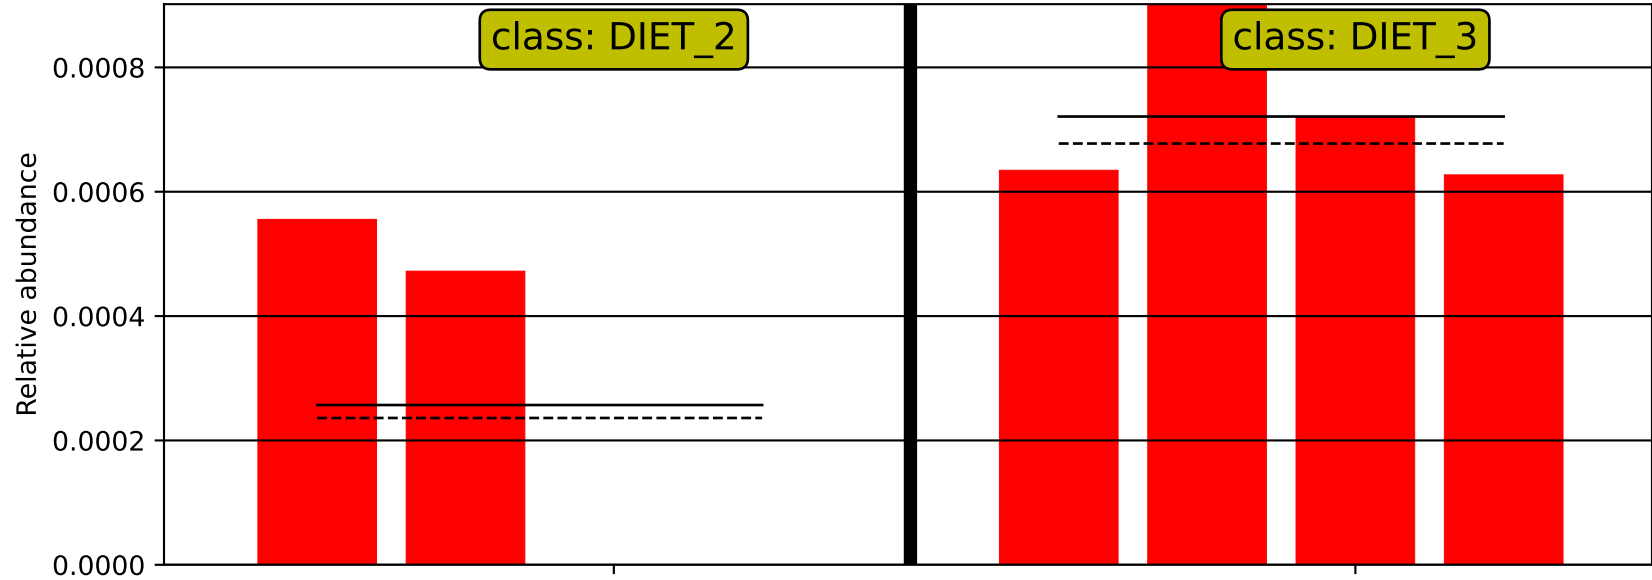 class: DIET_2
class: DIET_3
Relative abundance
0.0008
0.0006
0.0004
0.0002
0.0000